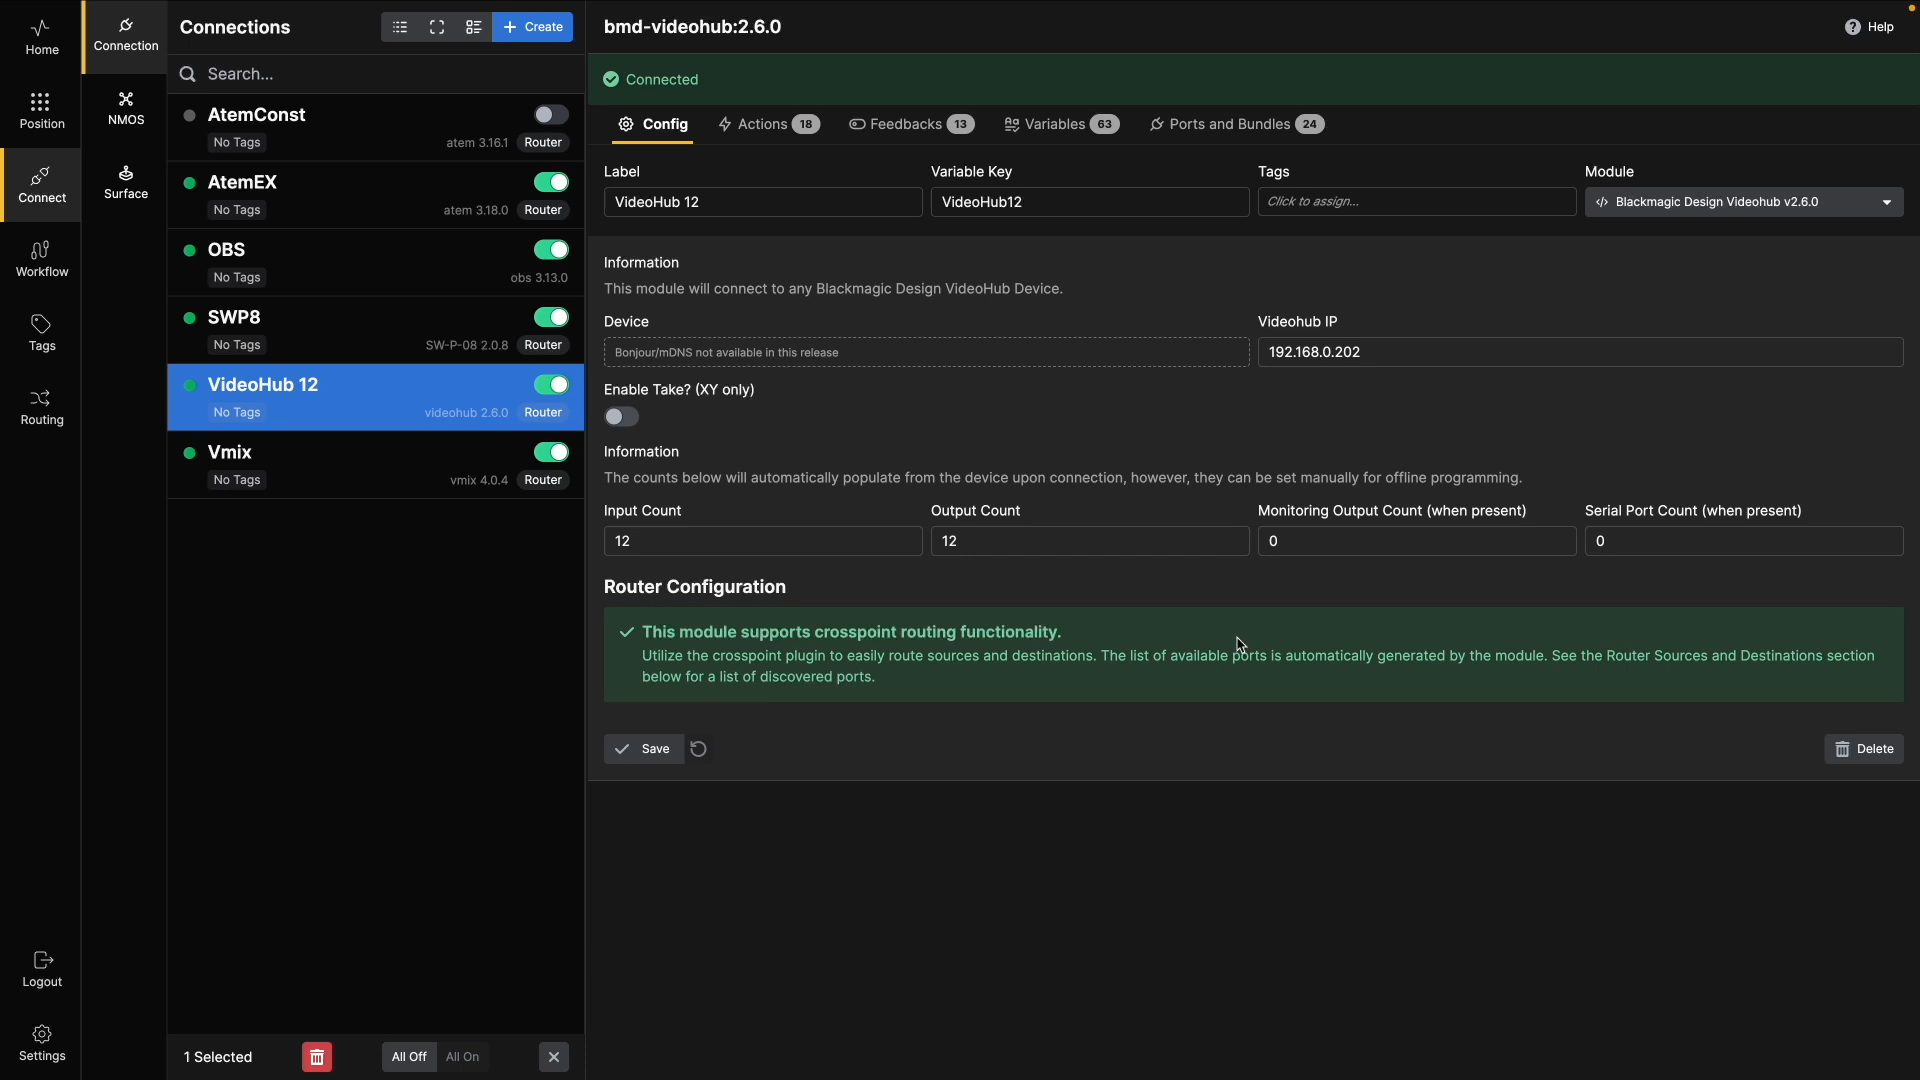 Home
Position
Connect
Workflow
Tags
Routing
Logout
Settings
Connection
NMOS
Surface
Connections
Create
Search...
AtemConst
No Tags
atem 3.16.1
Router
AtemEX
No Tags
atem 3.18.0
Router
OBS
No Tags
obs 3.13.0
SWP8
No Tags
SW-P-08 2.0.8
Router
VideoHub 12
No Tags
videohub 2.6.0
Router
Vmix
No Tags
vmix 4.0.4
Router
1 Selected
All Off
All On
bmd-videohub:2.6.0
Help
Connected
Config
Actions 18
Feedbacks 13
Variables 63
Ports and Bundles 24
Label
VideoHub 12
Variable Key
VideoHub12
Tags
Click to assign...
Module
Blackmagic Design Videohub v2.6.0
Information
This module will connect to any Blackmagic Design VideoHub Device.
Device
Bonjour/mDNS not available in this release
Videohub IP
192.168.0.202
Enable Take? (XY only)
Information
The counts below will automatically populate from the device upon connection, however, they can be set manually for offline programming.
Input Count
12
Output Count
12
Monitoring Output Count (when present)
0
Serial Port Count (when present)
0
Router Configuration
This module supports crosspoint routing functionality.
Utilize the crosspoint plugin to easily route sources and destinations. The list of available ports is automatically generated by the module. See the Router Sources and Destinations section
below for a list of discovered ports.
Save
Delete